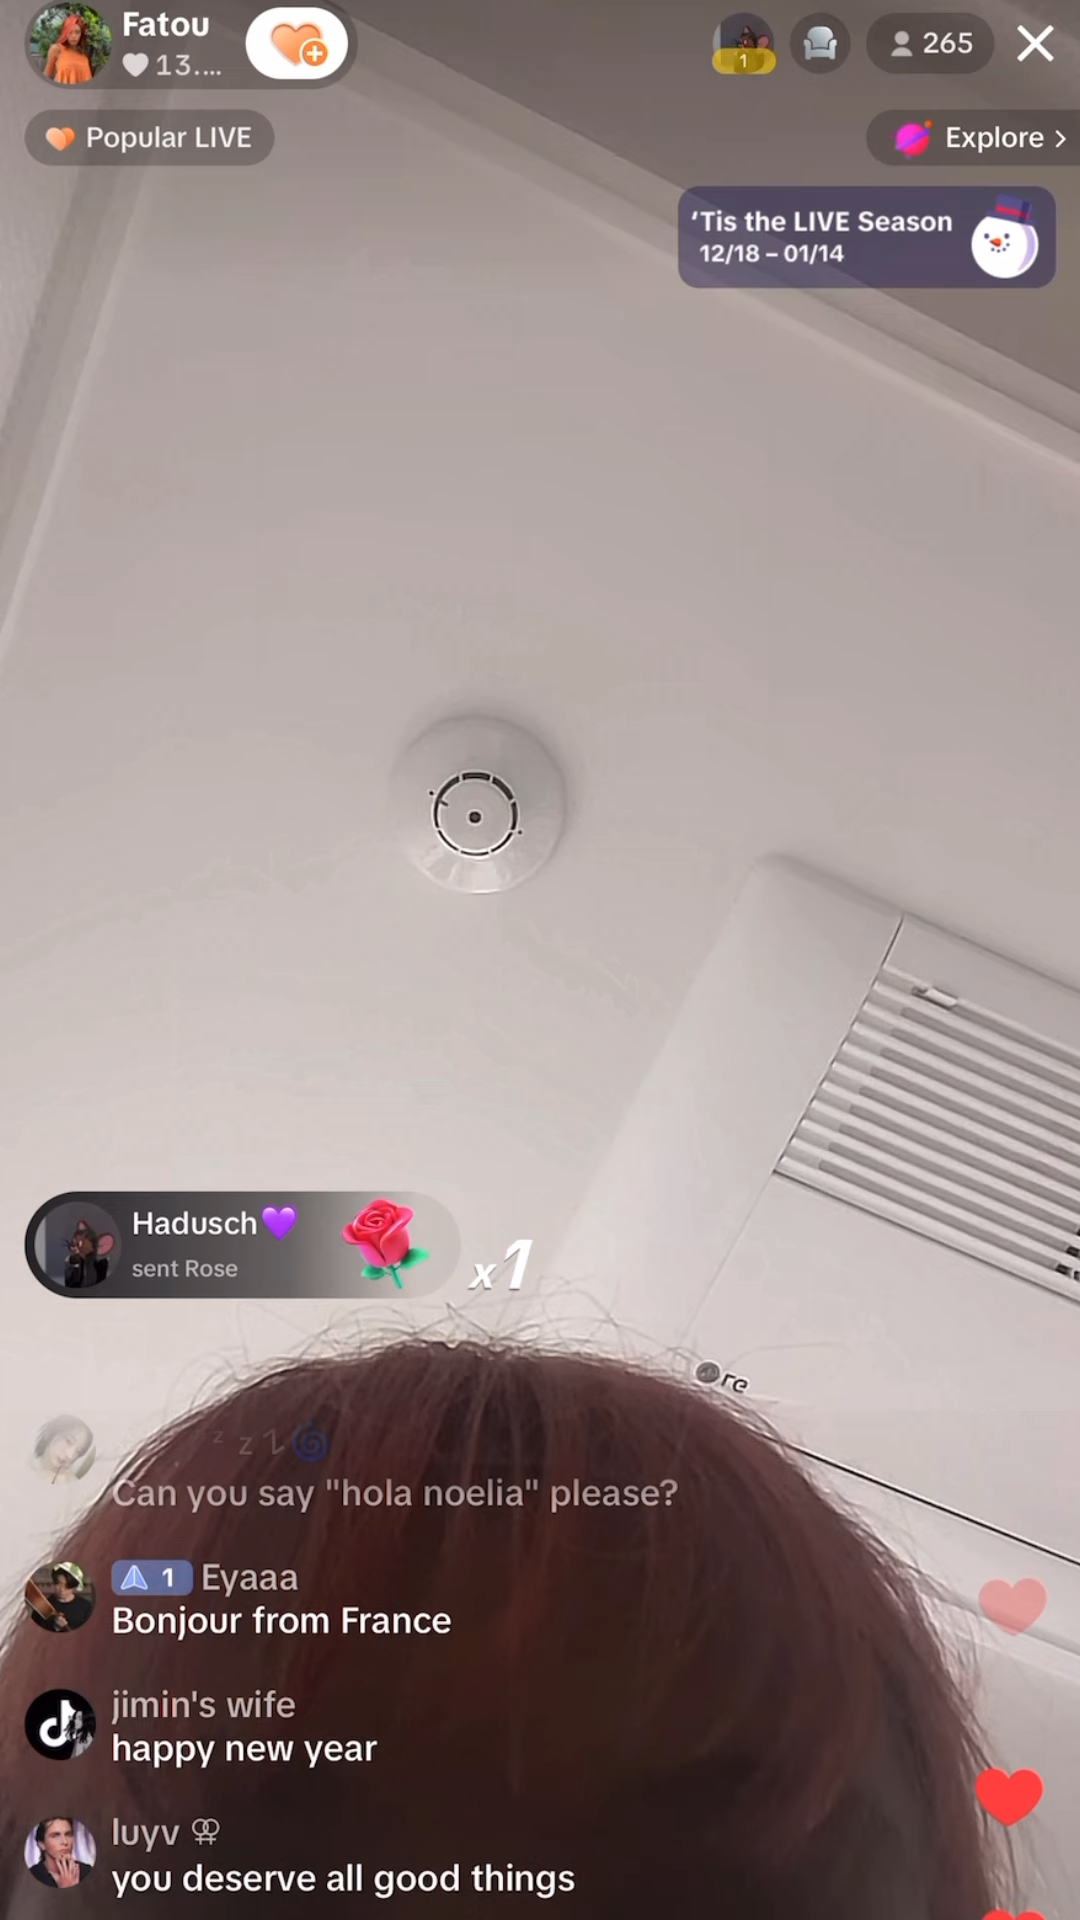 Fatou
13....
1
265
Popular LIVE
Explore >
'Tis the LIVE Season
12/18 – 01/14
Hadusch💜
sent Rose
x1
re
z z
Can you say "hola noelia" please?
1 Eyaaa
Bonjour from France
jimin's wife
happy new year
luyv ⚢
you deserve all good things